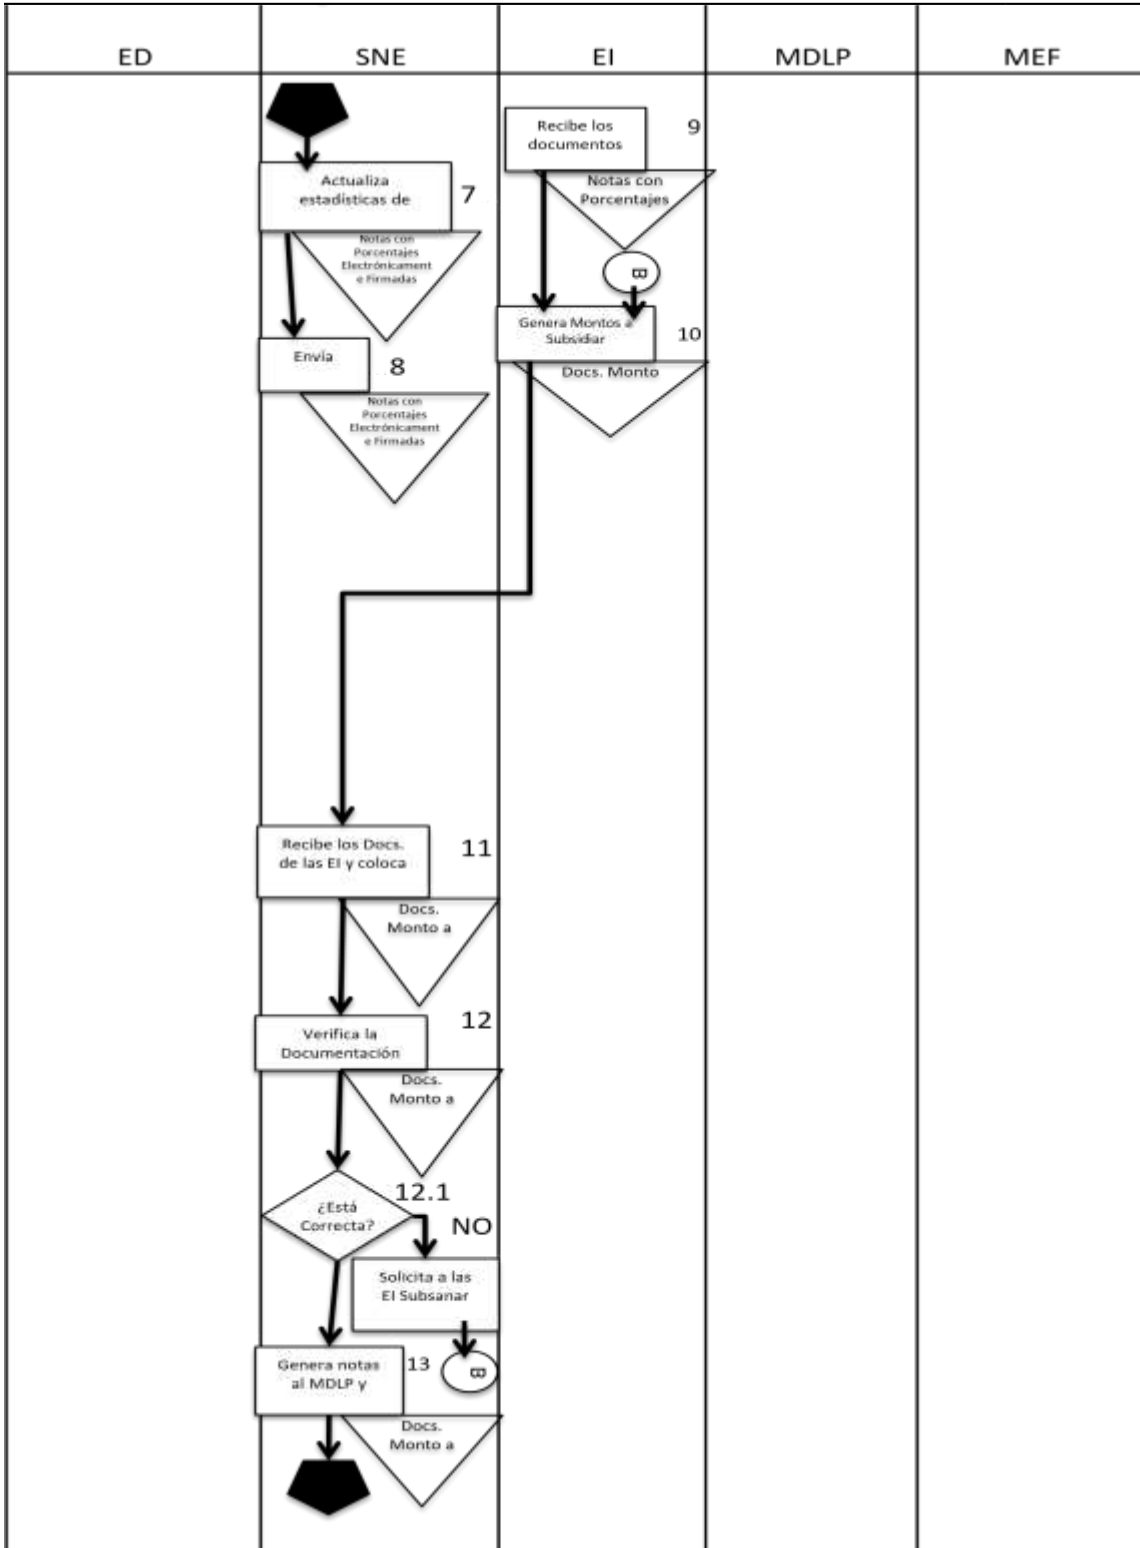 ED
SNE
EI
MDLP
MEF
Actualiza
estadísticas de
7
Notas con
Porcentajes
Electrónicament
e Firmadas
Envía
8
Notas con
Porcentajes
Electrónicament
e Firmadas
Recibe los
documentos
9
Notas con
Porcentajes
B
Genera Montos a
Subsidiar
10
Docs. Monto
Recibe los Docs.
de las EI y coloca
11
Docs.
Monto a
Verifica la
Documentación
12
Docs.
Monto a
¿Está
Correcta?
12.1
NO
Solicita a las
EI Subsanar
B
Genera notas
al MDLP y
13
Docs.
Monto a